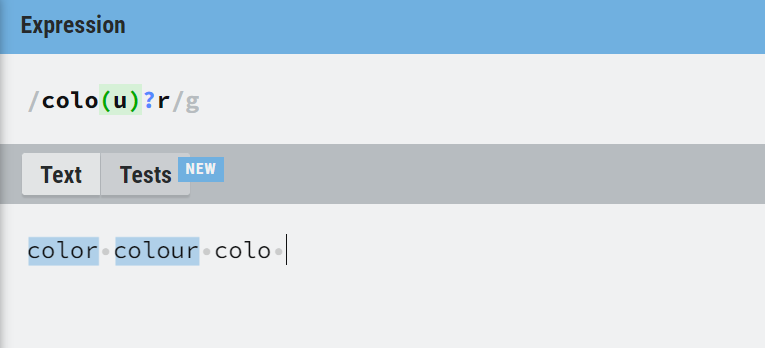 Expression
/colo(u)?r/g
Text Tests NEW
color·colour·colo·